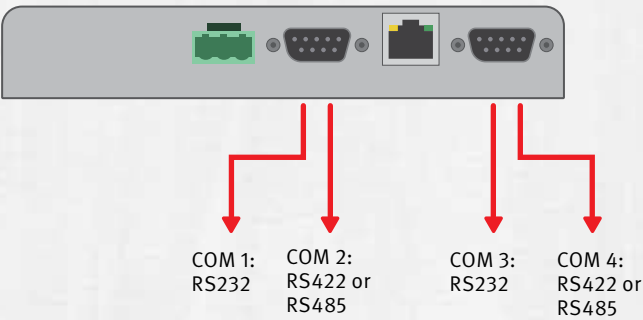 COM 1:
RS232
COM 2:
RS422 or
RS485
COM 3:
RS232
COM 4:
RS422 or
RS485